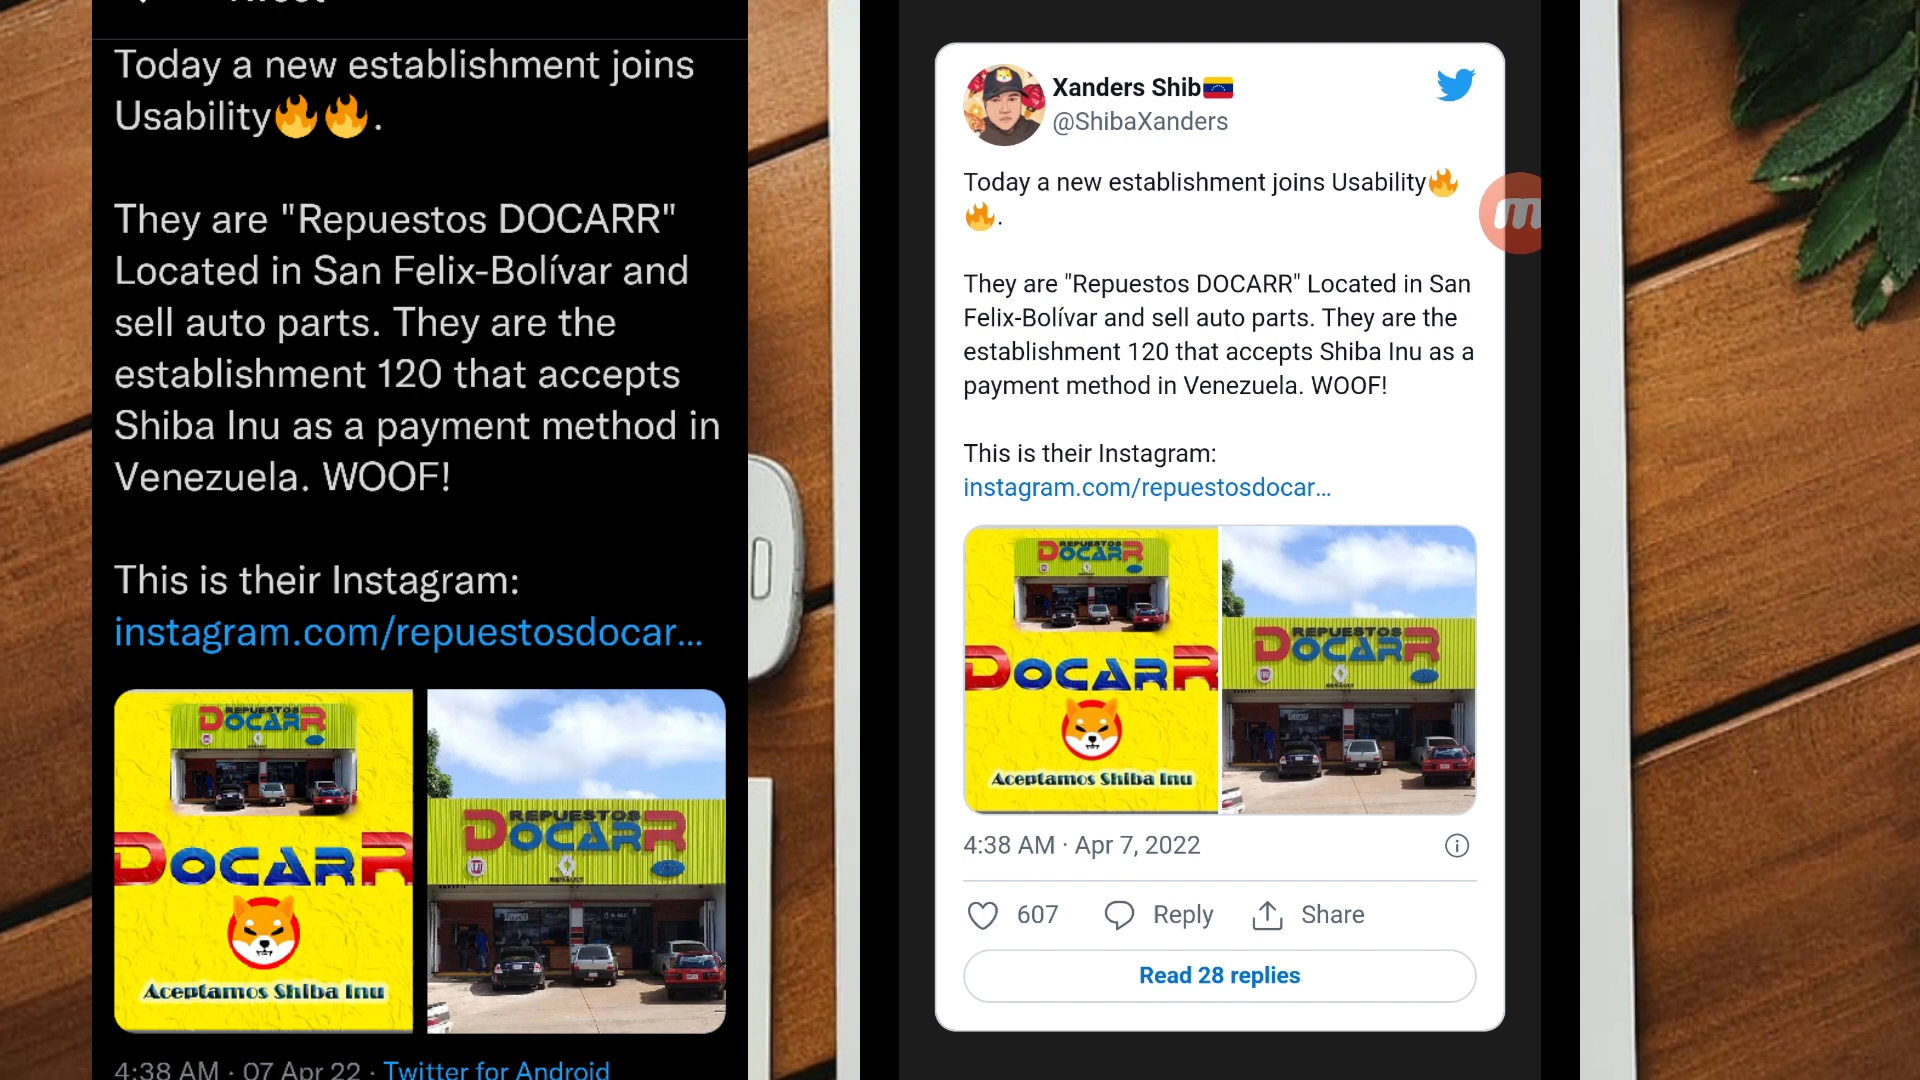 Today a new establishment joins
Usability🔥🔥.
They are "Repuestos DOCARR"
Located in San Felix-Bolívar and
sell auto parts. They are the
establishment 120 that accepts
Shiba Inu as a payment method in
Venezuela. WOOF!
This is their Instagram:
instagram.com/repuestosdocar...
REPUESTOS
DOCARR
DOCARR
Aceptamos Shiba Inu
REPUESTOS
DOCARR
RENAULT
4:38 AM · 07 Apr 22 · Twitter for Android
Xanders Shib🇻🇪
@ShibaXanders
Today a new establishment joins Usability🔥
🔥.
They are "Repuestos DOCARR" Located in San
Felix-Bolívar and sell auto parts. They are the
establishment 120 that accepts Shiba Inu as a
payment method in Venezuela. WOOF!
This is their Instagram:
instagram.com/repuestosdocar...
REPUESTOS
DOCARR
DOCARR
Aceptamos Shiba Inu
REPUESTOS
DOCARR
RENAULT
4:38 AM · Apr 7, 2022
607
Reply
Share
Read 28 replies